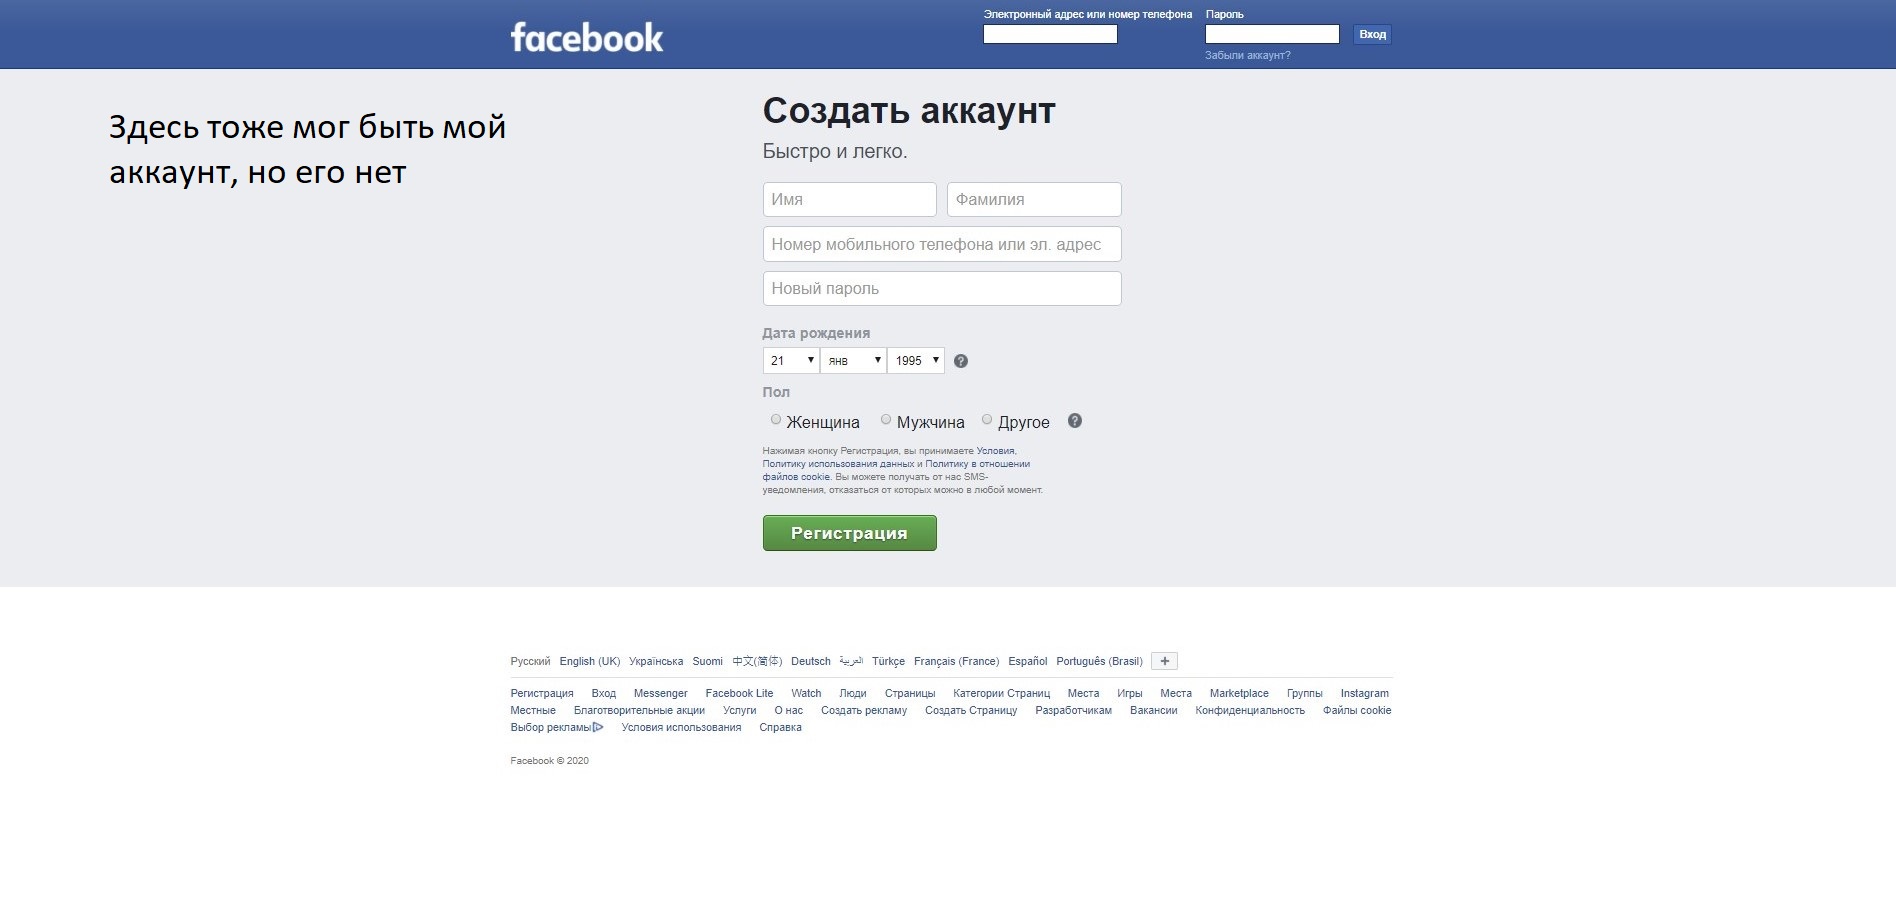 facebook
Электронный адрес или номер телефона
Пароль
Вход
Забыли аккаунт?
Здесь тоже мог быть мой
аккаунт, но его нет
Создать аккаунт
Быстро и легко.
Имя
Фамилия
Номер мобильного телефона или эл. адрес
Новый пароль
Дата рождения
21 янв 1995 ?
Пол
Женщина Мужчина Другое ?
Нажимая кнопку Регистрация, вы принимаете Условия,
Политику использования данных и Политику в отношении
файлов cookie. Вы можете получать от нас SMS-
уведомления, отказаться от которых можно в любой момент.
Регистрация
Русский English (UK) Українська Suomi 中文(简体) Deutsch العربية Türkçe Français (France) Español Português (Brasil) +
Регистрация Вход Messenger Facebook Lite Watch Люди Страницы Категории Страниц Места Игры Места Marketplace Группы Instagram
Местные Благотворительные акции Услуги О нас Создать рекламу Создать Страницу Разработчикам Вакансии Конфиденциальность Файлы cookie
Выбор рекламы Условия использования Справка
Facebook © 2020